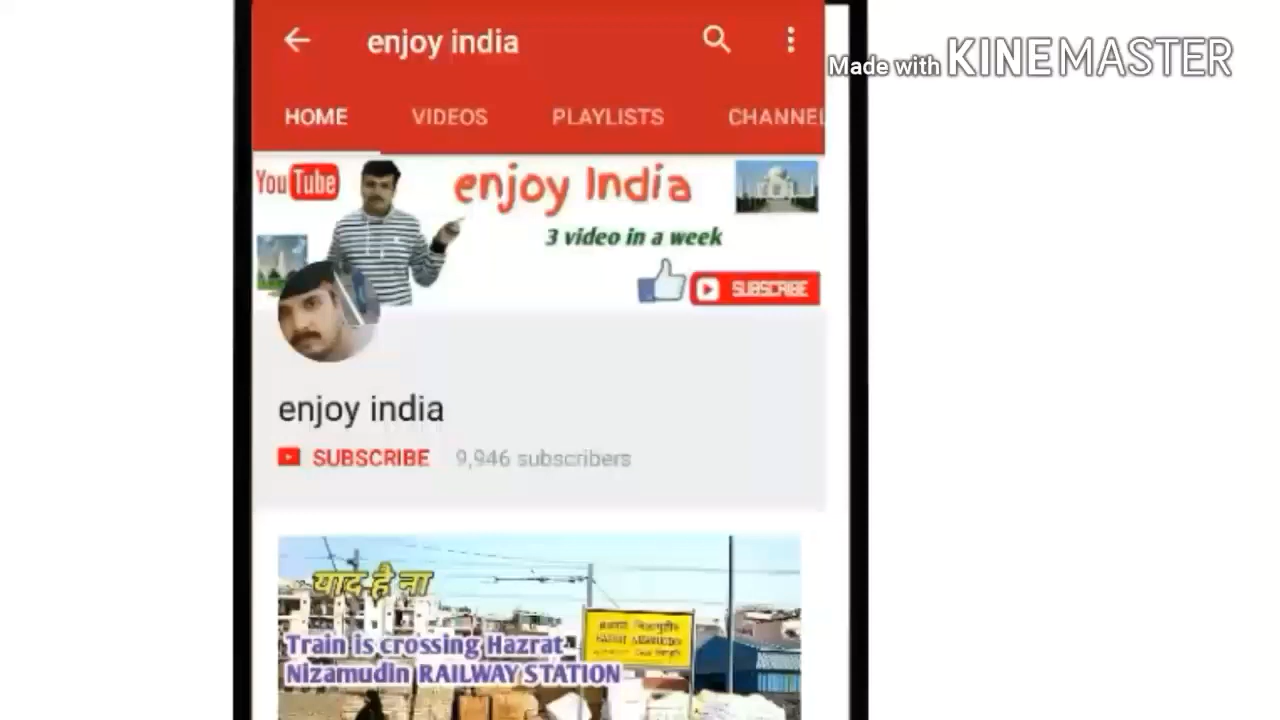 enjoy india
Made with KINEMASTER
HOME VIDEOS PLAYLISTS CHANNEL
YouTube
enjoy India
3 video in a week
SUBSCRIBE
enjoy india
SUBSCRIBE 9,946 subscribers
याद है ना
Train is crossing Hazrat
Nizamudin RAILWAY STATION